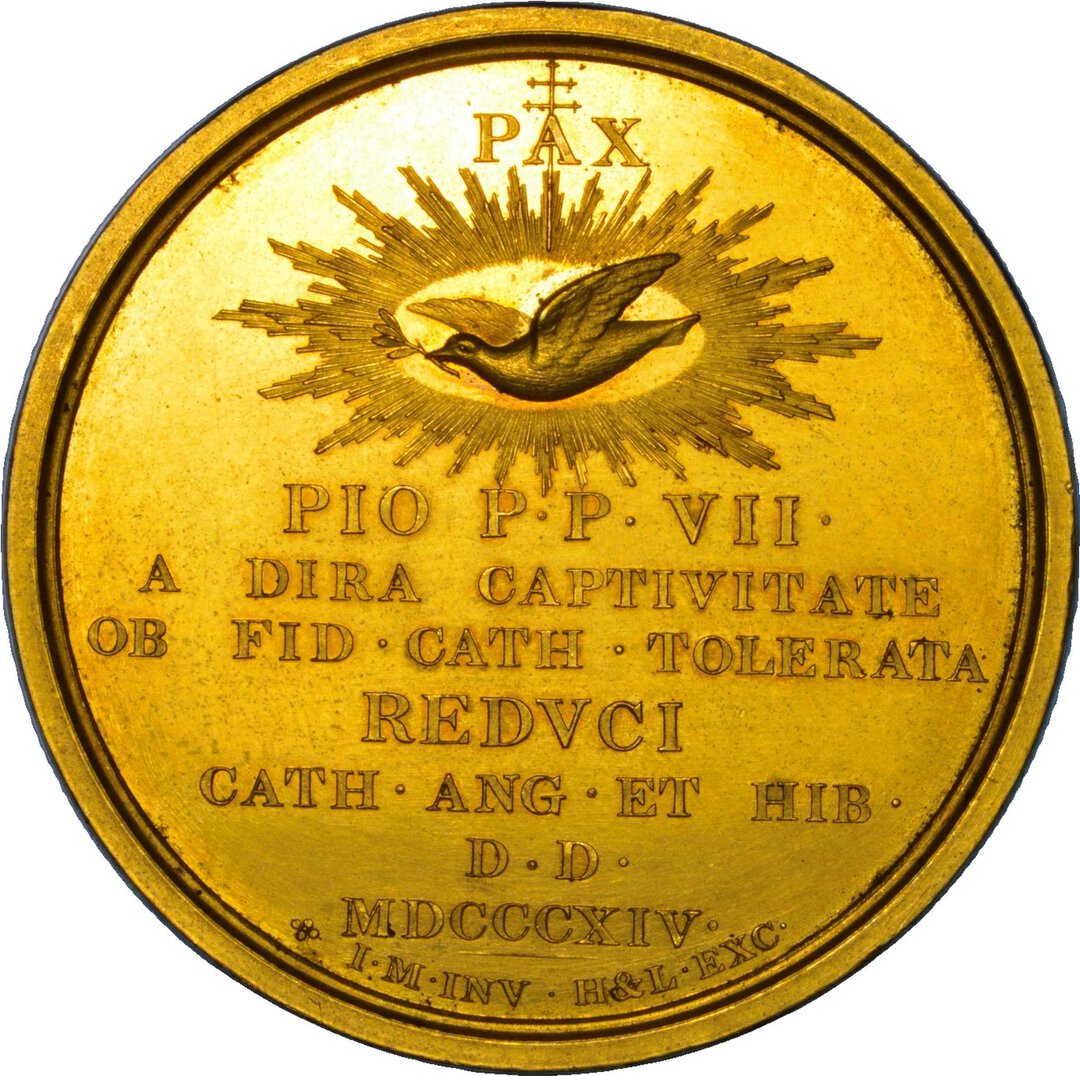 PAX
PIO P·P·VII·
A DIRA CAPTIVITATE
OB FID·CATH·TOLERATA
REDVCI
CATH·ANG·ET HIB·
D·D·
MDCCCXIV·
I·M·INV·H&L·EXC·